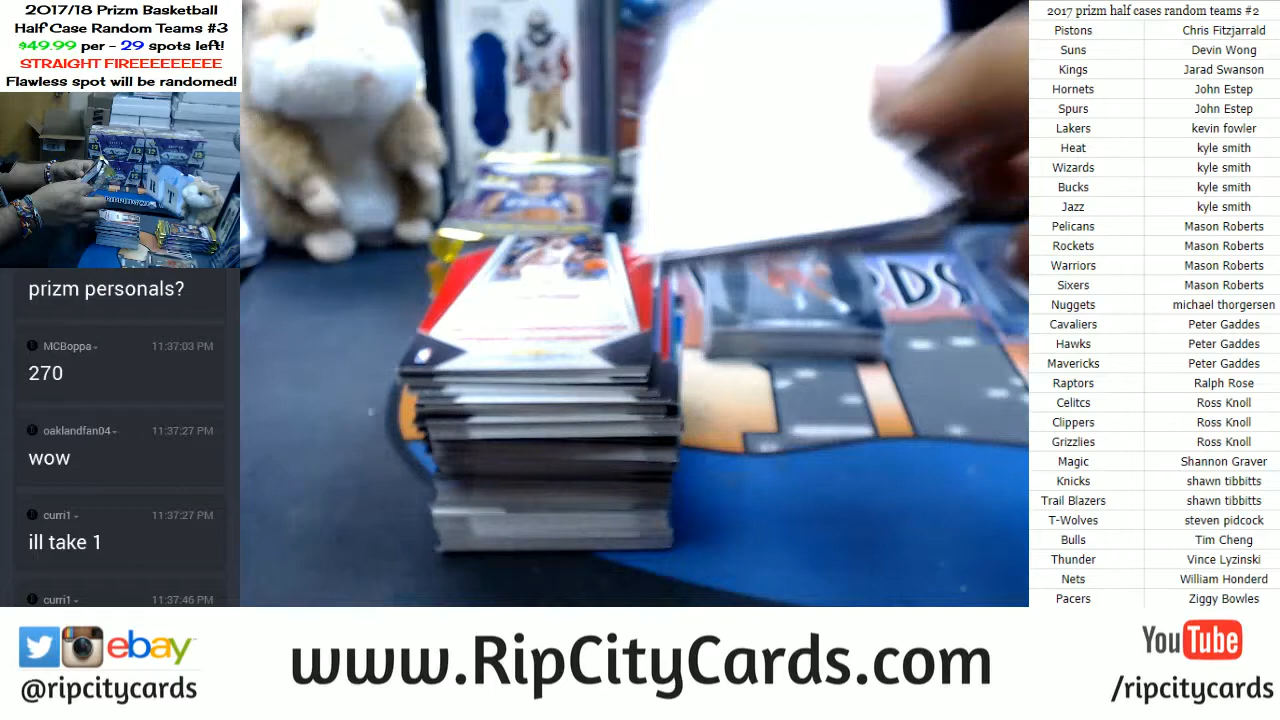 2017/18 Prizm Basketball
Half Case Random Teams #3
$49.99 per - 29 spots left!
STRAIGHT FIREEEEEEEEE
Flawless spot will be randomed!
prizm personals?
MCBoppa 11:37:03 PM
270
oaklandfan04 11:37:27 PM
wow
curri1 11:37:27 PM
ill take 1
curri1 11:37:46 PM
RDS
2017 prizm half cases random teams #2
Pistons Chris Fitzjarrald
Suns Devin Wong
Kings Jarad Swanson
Hornets John Estep
Spurs John Estep
Lakers kevin fowler
Heat kyle smith
Wizards kyle smith
Bucks kyle smith
Jazz kyle smith
Pelicans Mason Roberts
Rockets Mason Roberts
Warriors Mason Roberts
Sixers Mason Roberts
Nuggets michael thorgersen
Cavaliers Peter Gaddes
Hawks Peter Gaddes
Mavericks Peter Gaddes
Raptors Ralph Rose
Celitcs Ross Knoll
Clippers Ross Knoll
Grizzlies Ross Knoll
Magic Shannon Graver
Knicks shawn tibbitts
Trail Blazers shawn tibbitts
T-Wolves steven pidcock
Bulls Tim Cheng
Thunder Vince Lyzinski
Nets William Honderd
Pacers Ziggy Bowles
ebay
@ripcitycards
www.RipCityCards.com
YouTube
/ripcitycards